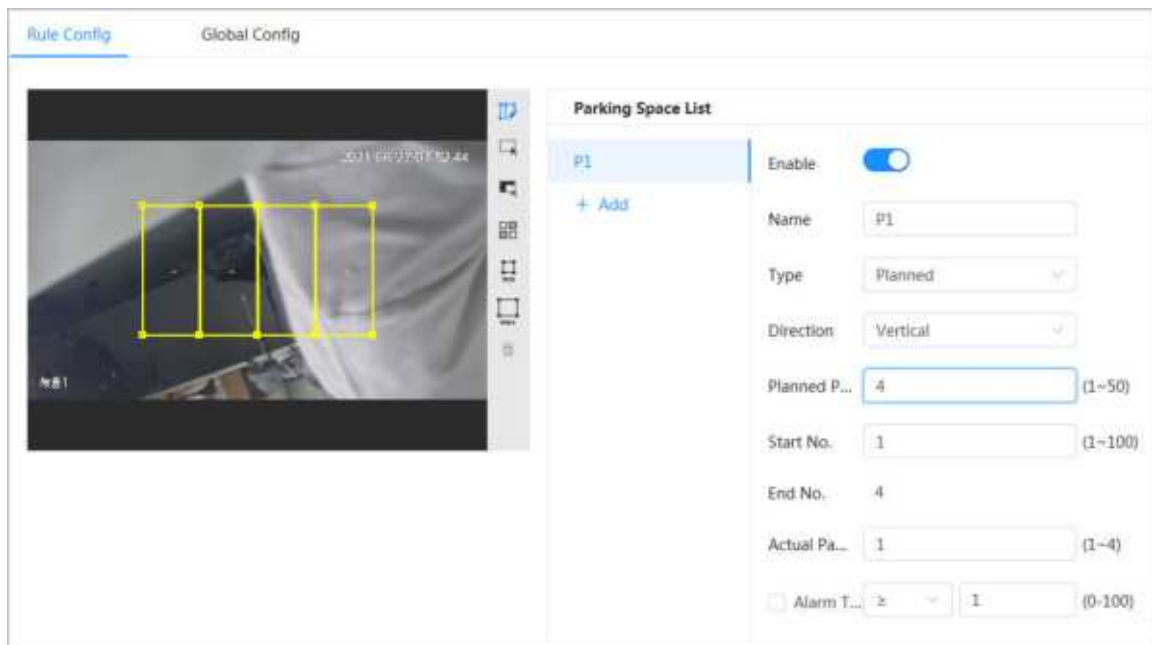 Rule Config Global Config
Parking Space List
P1
+ Add
Enable
Name P1
Type Planned
Direction Vertical
Planned P... 4 (1~50)
Start No. 1 (1~100)
End No. 4
Actual Pa... 1 (1~4)
Alarm T... ≥ 1 (0-100)